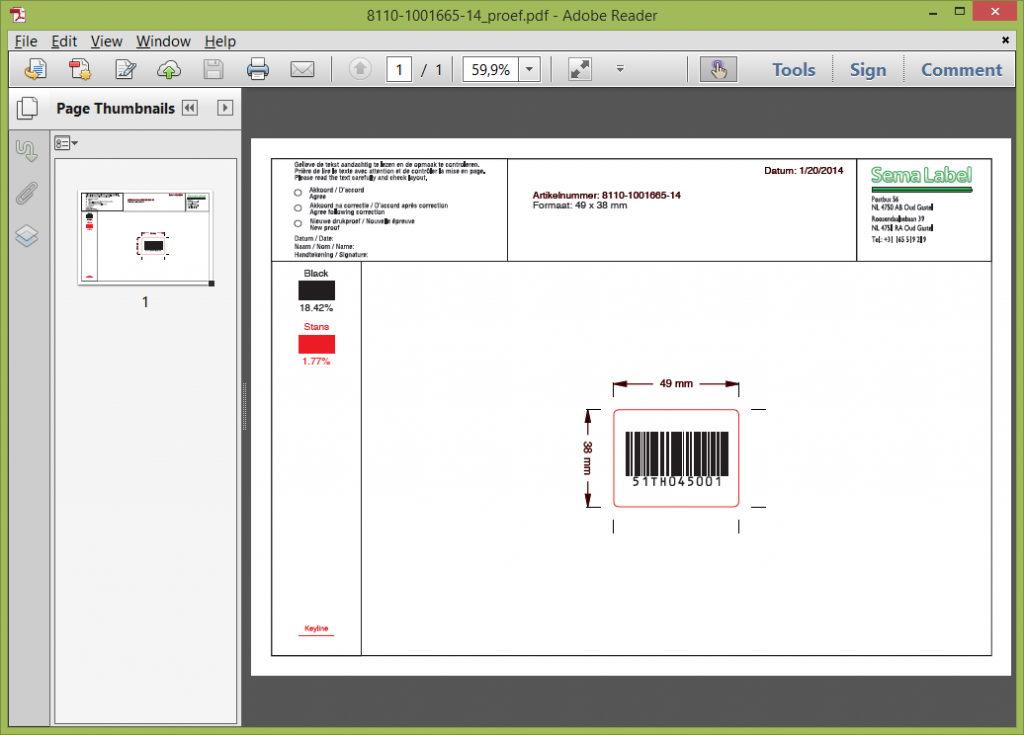 8110-1001665-14_proef.pdf - Adobe Reader
File Edit View Window Help
1 / 1 59,9% Tools Sign Comment
Page Thumbnails
1
Gelieve de tekst aandachtig te lezen en de opmaak te controleren.
Prière de lire le texte avec attention et de contrôler la mise en page.
Please read the text carefully and check layout.
Akkoord / D'accord
Agree
Akkoord na correctie / D'accord après correction
Agree following correction
Nieuwe drukproef / Nouvelle épreuve
New proof
Datum / Date:
Naam / Nom / Name:
Handtekening / Signature:
Artikelnummer: 8110-1001665-14
Formaat: 49 x 38 mm
Datum: 1/20/2014
Sema Label
Postbus 56
NL 4750 AB Oud Gastel
Roosendaalsebaan 39
NL 4751 RA Oud Gastel
Tel.: +31 165 519 219
Black
18.42%
Stans
1.77%
49 mm
38 mm
51TH045001
Keyline